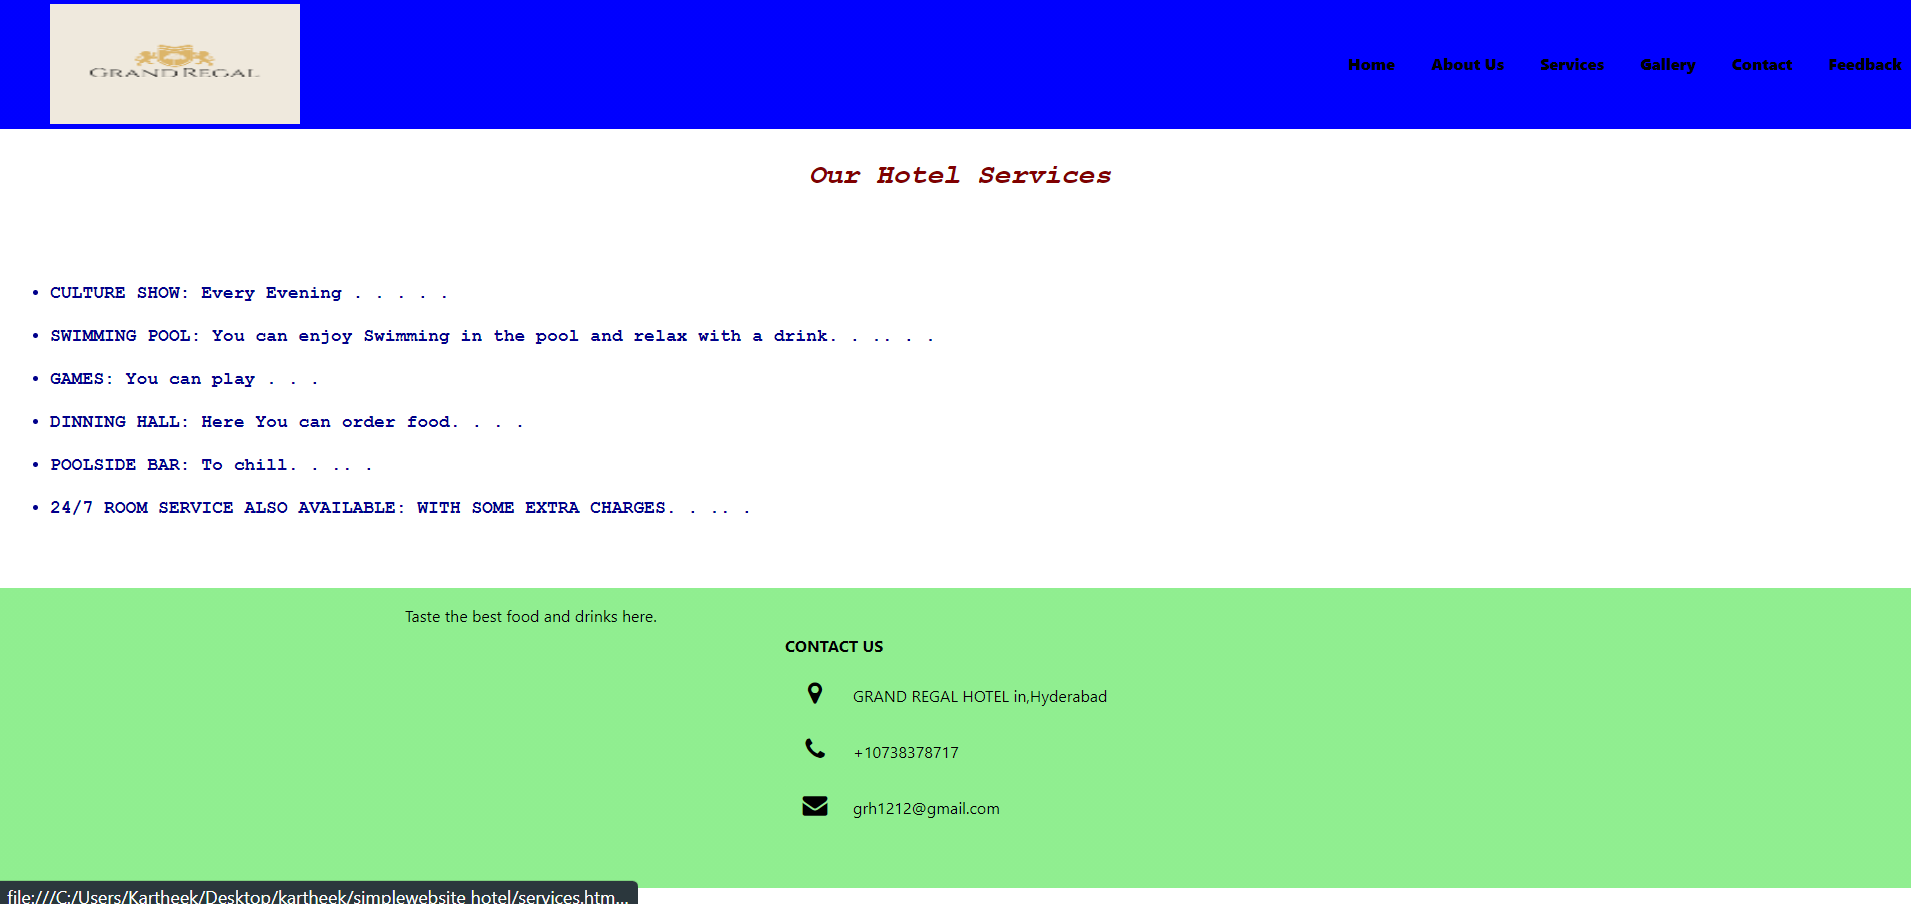 GRAND REGAL
Home About Us Services Gallery Contact Feedback
Our Hotel Services
• CULTURE SHOW: Every Evening . . . . .
• SWIMMING POOL: You can enjoy Swimming in the pool and relax with a drink. . .. . .
• GAMES: You can play . . .
• DINNING HALL: Here You can order food. . . .
• POOLSIDE BAR: To chill. . .. .
• 24/7 ROOM SERVICE ALSO AVAILABLE: WITH SOME EXTRA CHARGES. . .. .
Taste the best food and drinks here.
CONTACT US
GRAND REGAL HOTEL in,Hyderabad
+10738378717
grh1212@gmail.com
file:///C:/Users/Kartheek/Desktop/kartheek/simplewebsite hotel/services.htm...